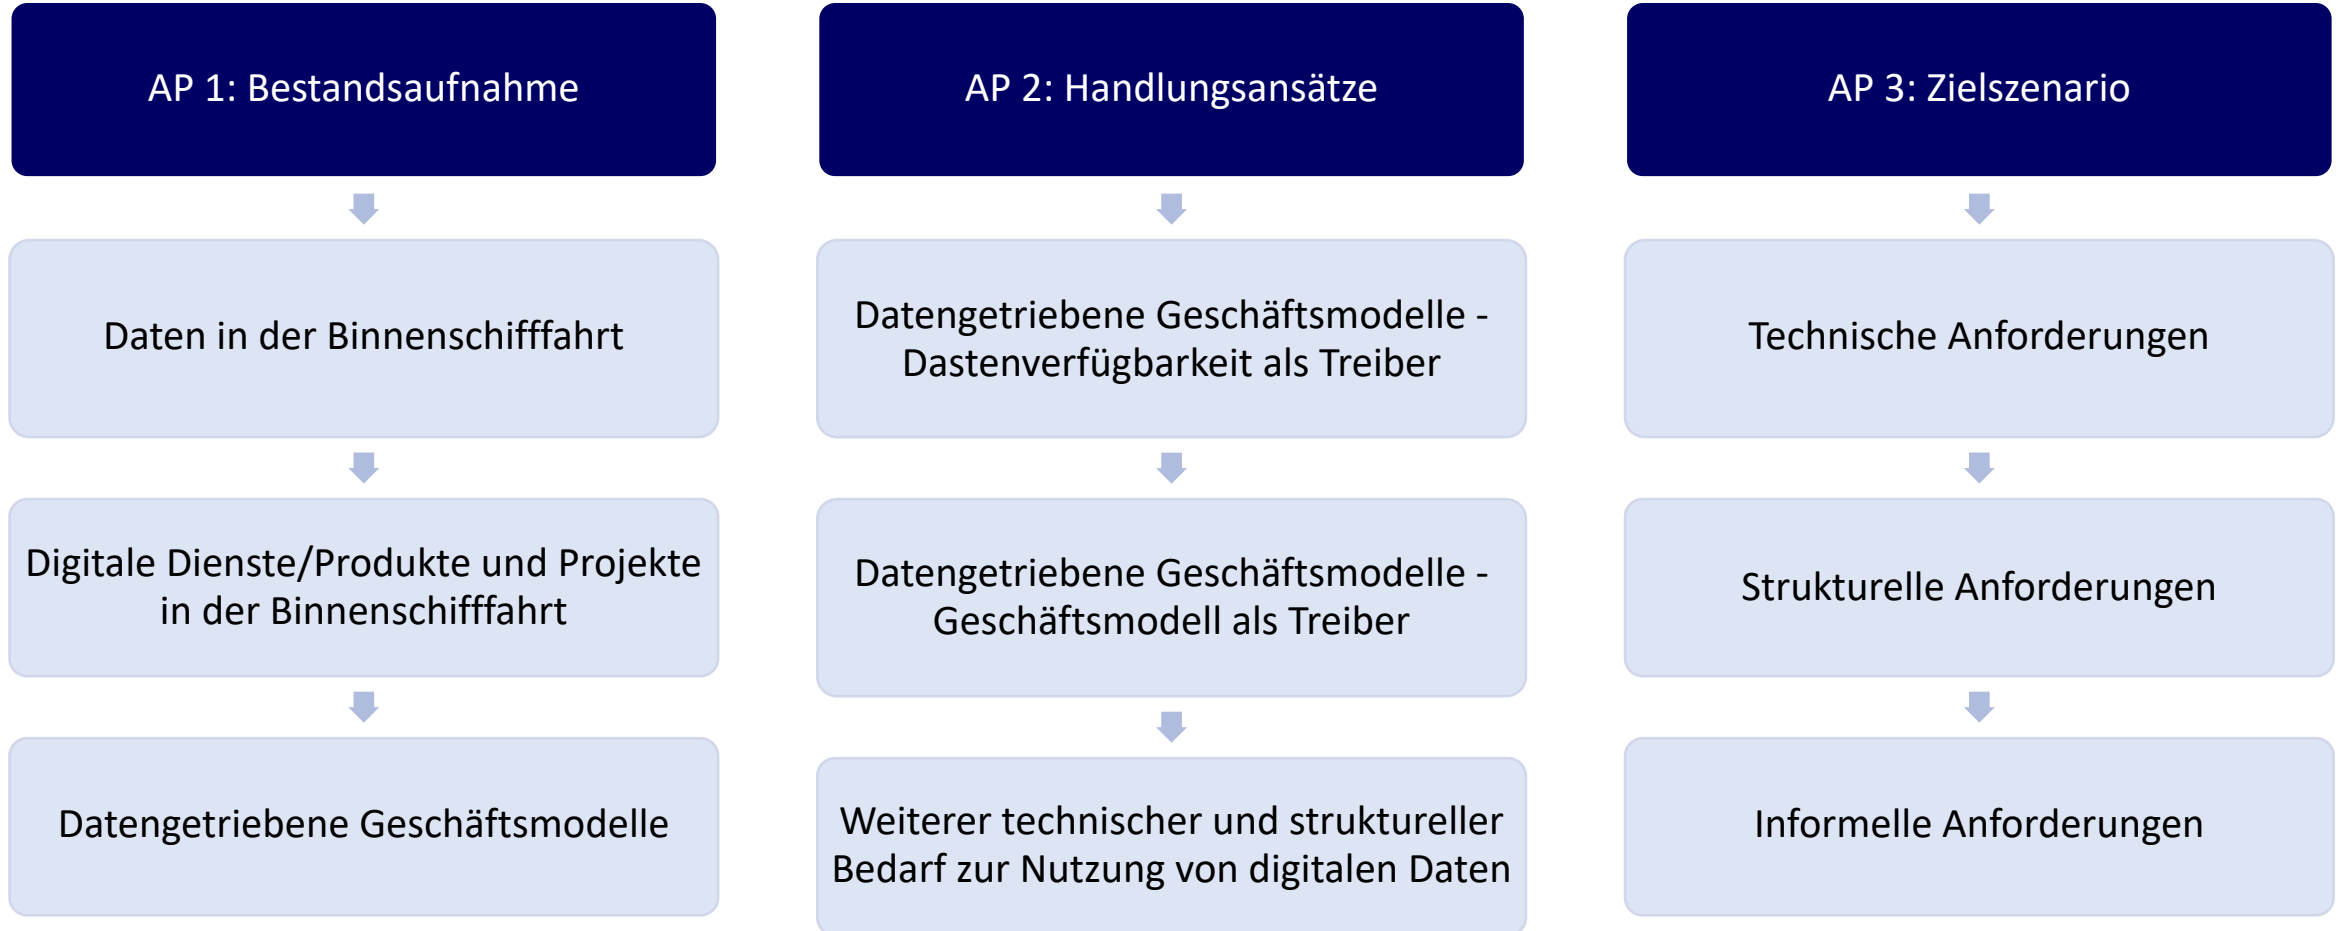 AP 1: Bestandsaufnahme
Daten in der Binnenschifffahrt
Digitale Dienste/Produkte und Projekte
in der Binnenschifffahrt
Datengetriebene Geschäftsmodelle
AP 2: Handlungsansätze
Datengetriebene Geschäftsmodelle -
Dastenverfügbarkeit als Treiber
Datengetriebene Geschäftsmodelle -
Geschäftsmodell als Treiber
Weiterer technischer und struktureller
Bedarf zur Nutzung von digitalen Daten
AP 3: Zielszenario
Technische Anforderungen
Strukturelle Anforderungen
Informelle Anforderungen